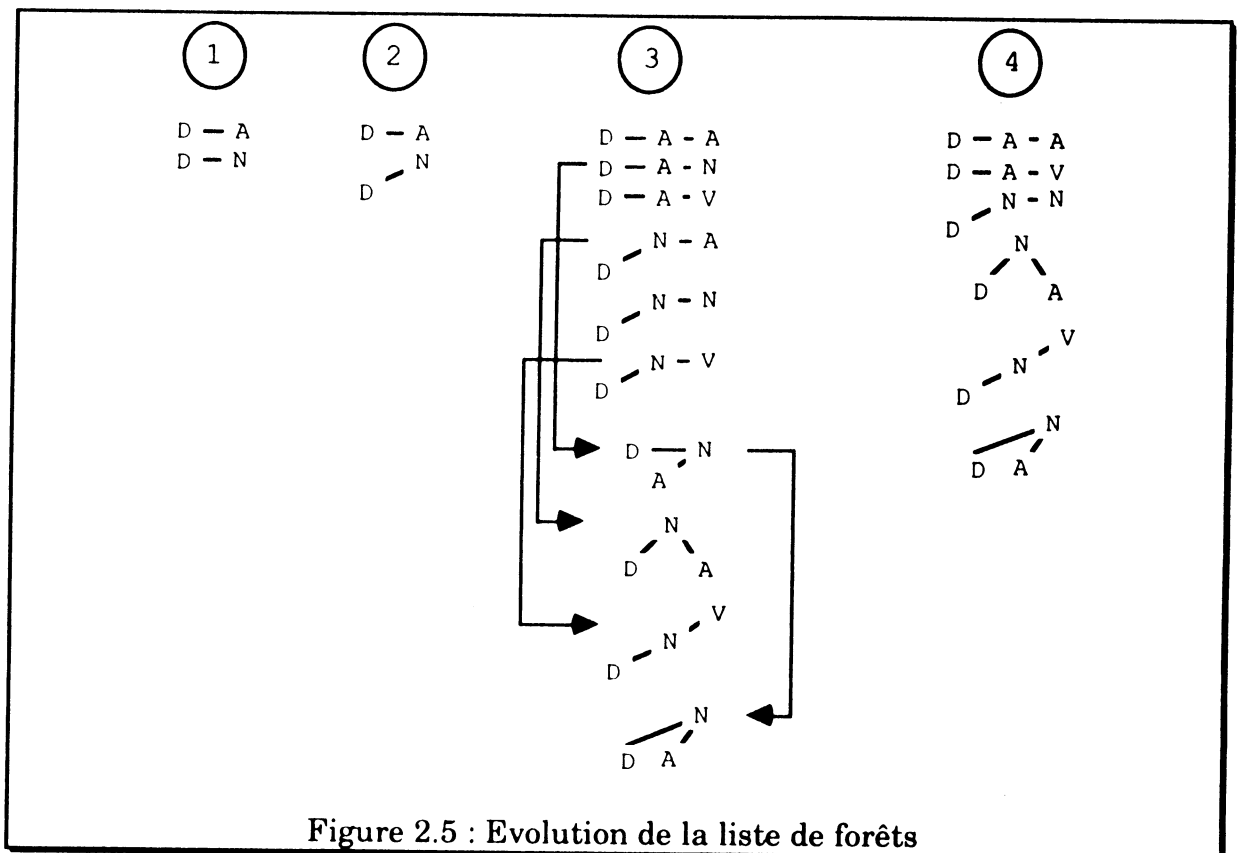 1 2 3 4
D — A
D — N
D — A
N
D
D — A - A
D — A - N
D — A - V
N - A
D
N - N
D
N - V
D
D — N
A
N
D A
V
N
D
N
D A
D — A - A
D — A - V
N - N
D
N
D A
V
N
D
N
D A
Figure 2.5 : Evolution de la liste de forêts